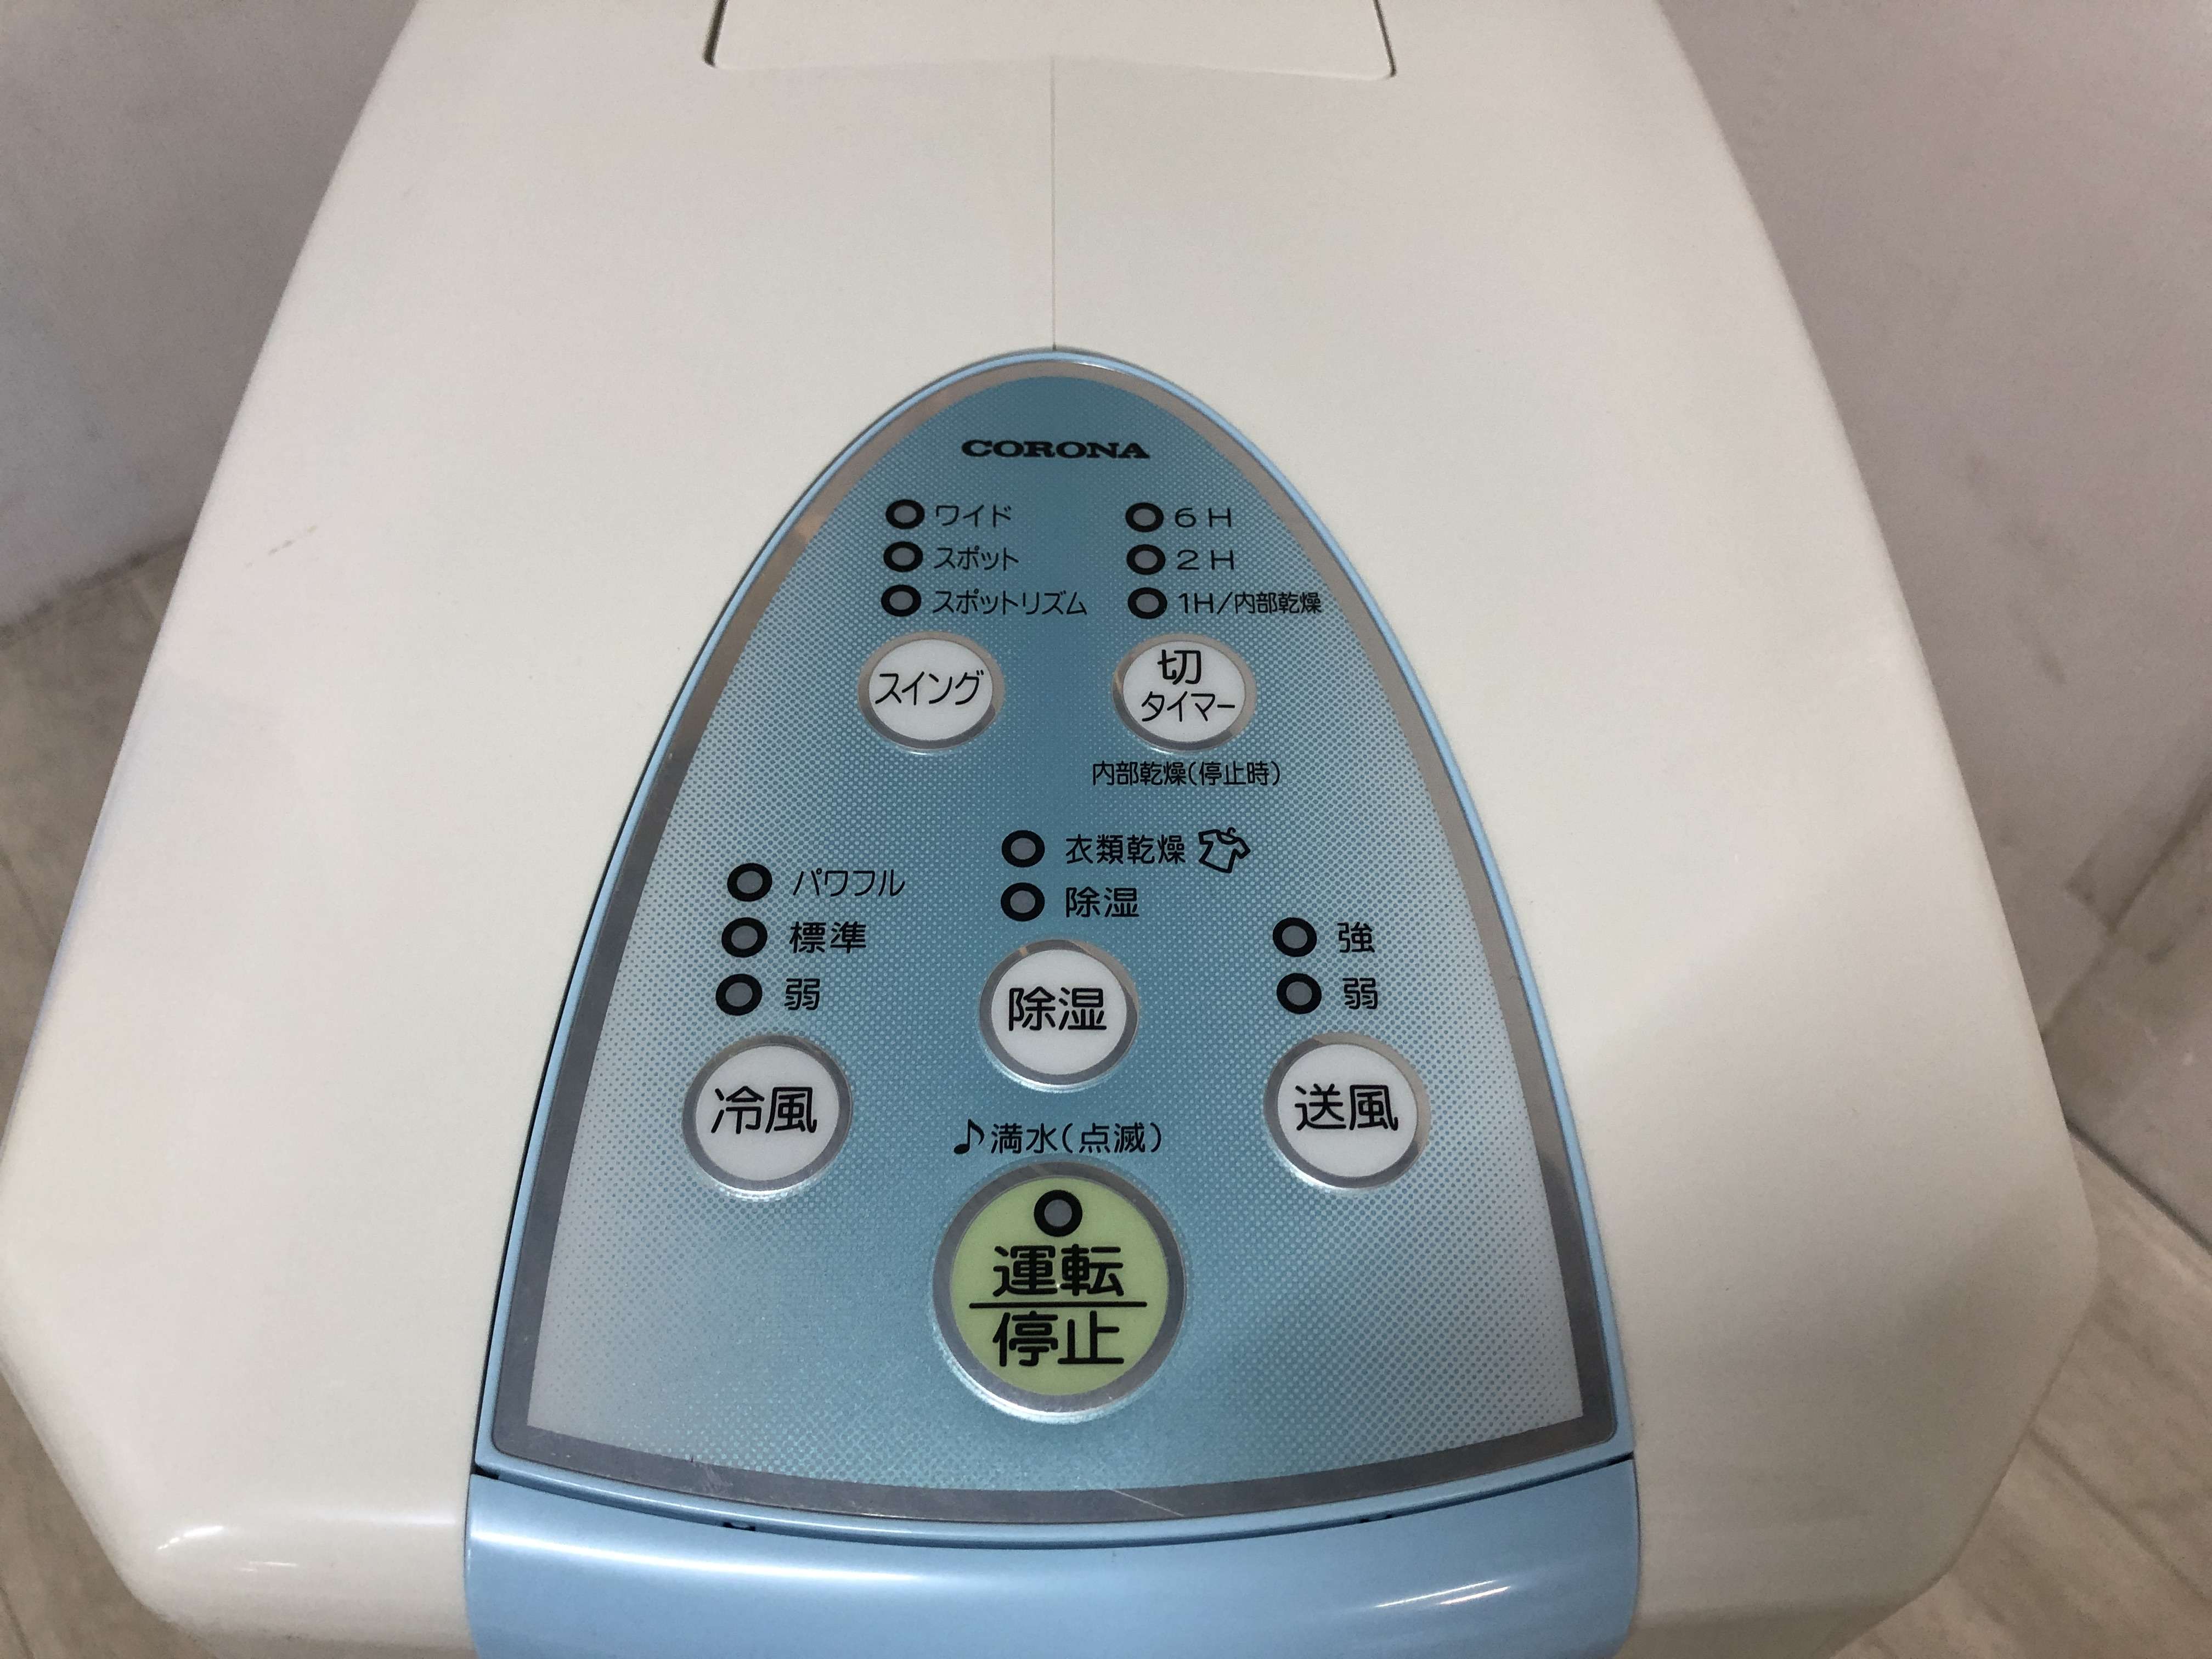 CORONA
ワイド
スポット
スポットリズム
スイング
6H
2H
1H/内部乾燥
切
タイマー
内部乾燥(停止時)
パワフル
標準
弱
冷風
衣類乾燥
除湿
除湿
強
弱
送風
♪満水(点滅)
運転
停止